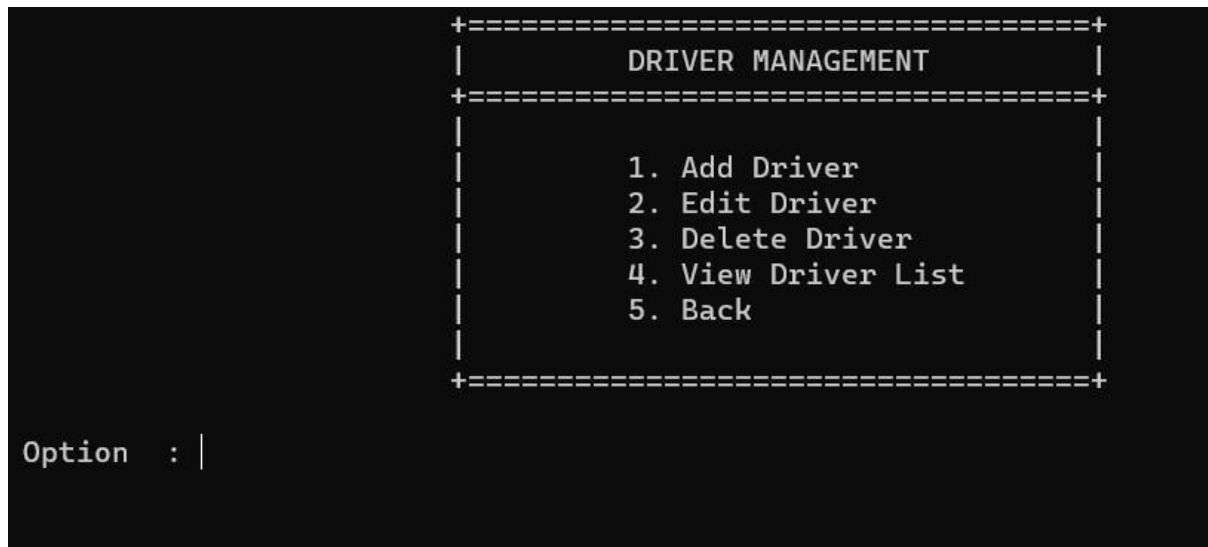 +===================================+
| DRIVER MANAGEMENT |
+===================================+
| |
| 1. Add Driver |
| 2. Edit Driver |
| 3. Delete Driver |
| 4. View Driver List |
| 5. Back |
| |
+===================================+
Option :